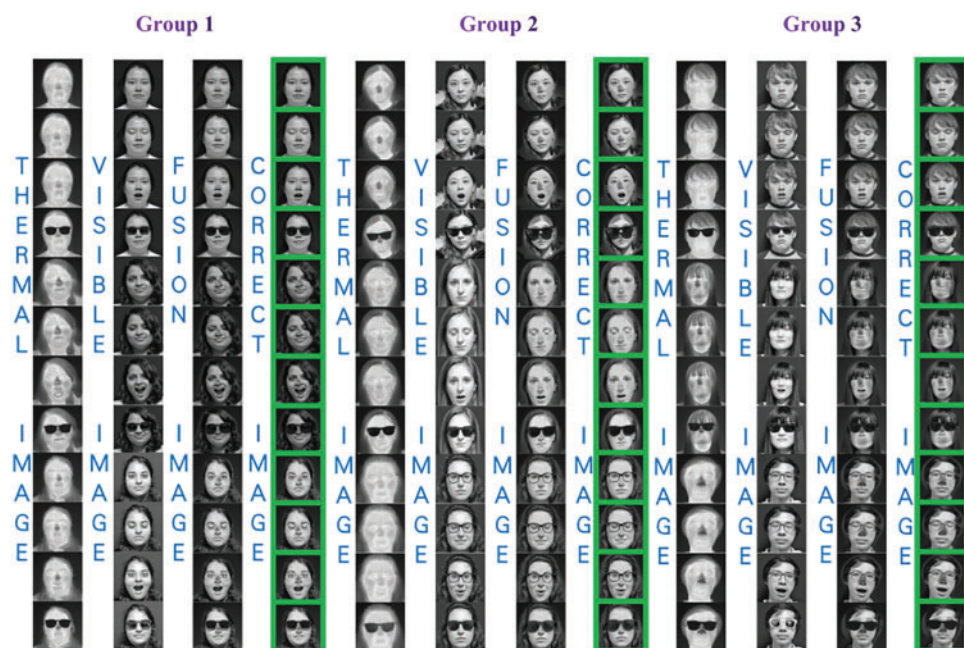 Group 1
Group 2
Group 3
THERMAL IMAGE
VISIBLE IMAGE
FUSION IMAGE
CORRECT IMAGE
THERMAL IMAGE
VISIBLE IMAGE
FUSION IMAGE
CORRECT IMAGE
THERMAL IMAGE
VISIBLE IMAGE
FUSION IMAGE
CORRECT IMAGE